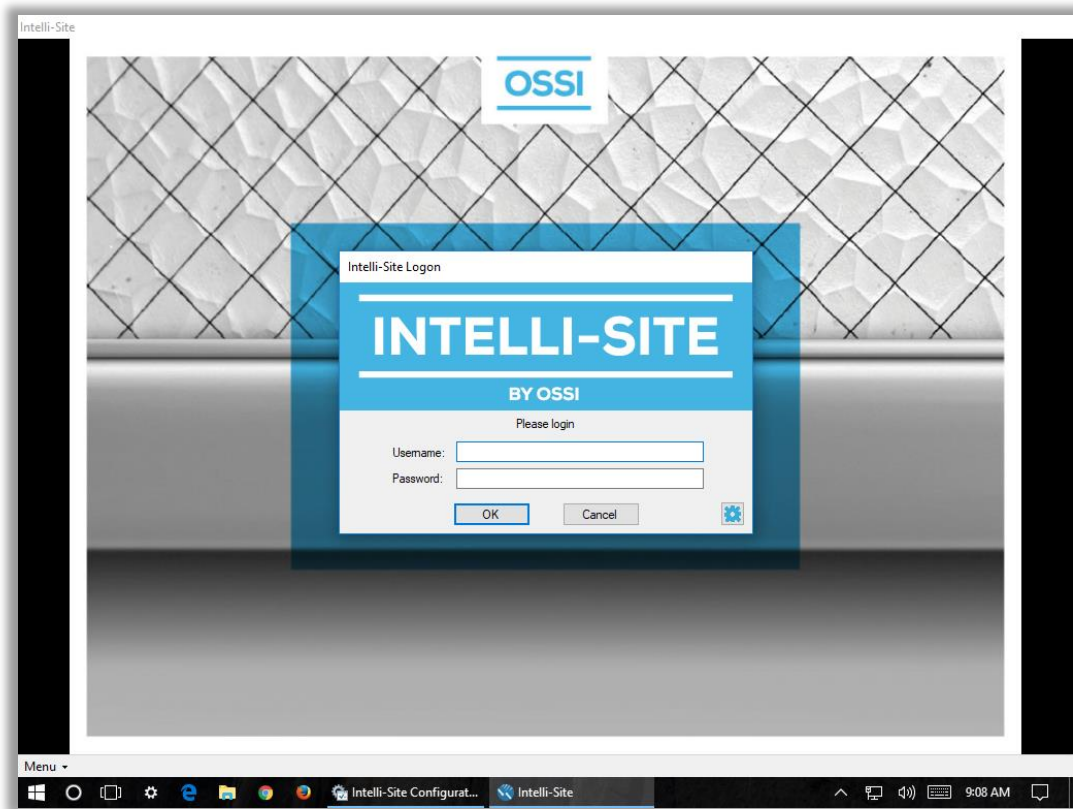 Intelli-Site
OSSI
Intelli-Site Logon
INTELLI-SITE
BY OSSI
Please login
Username:
Password:
OK Cancel
Menu
Intelli-Site Configurat... Intelli-Site 9:08 AM